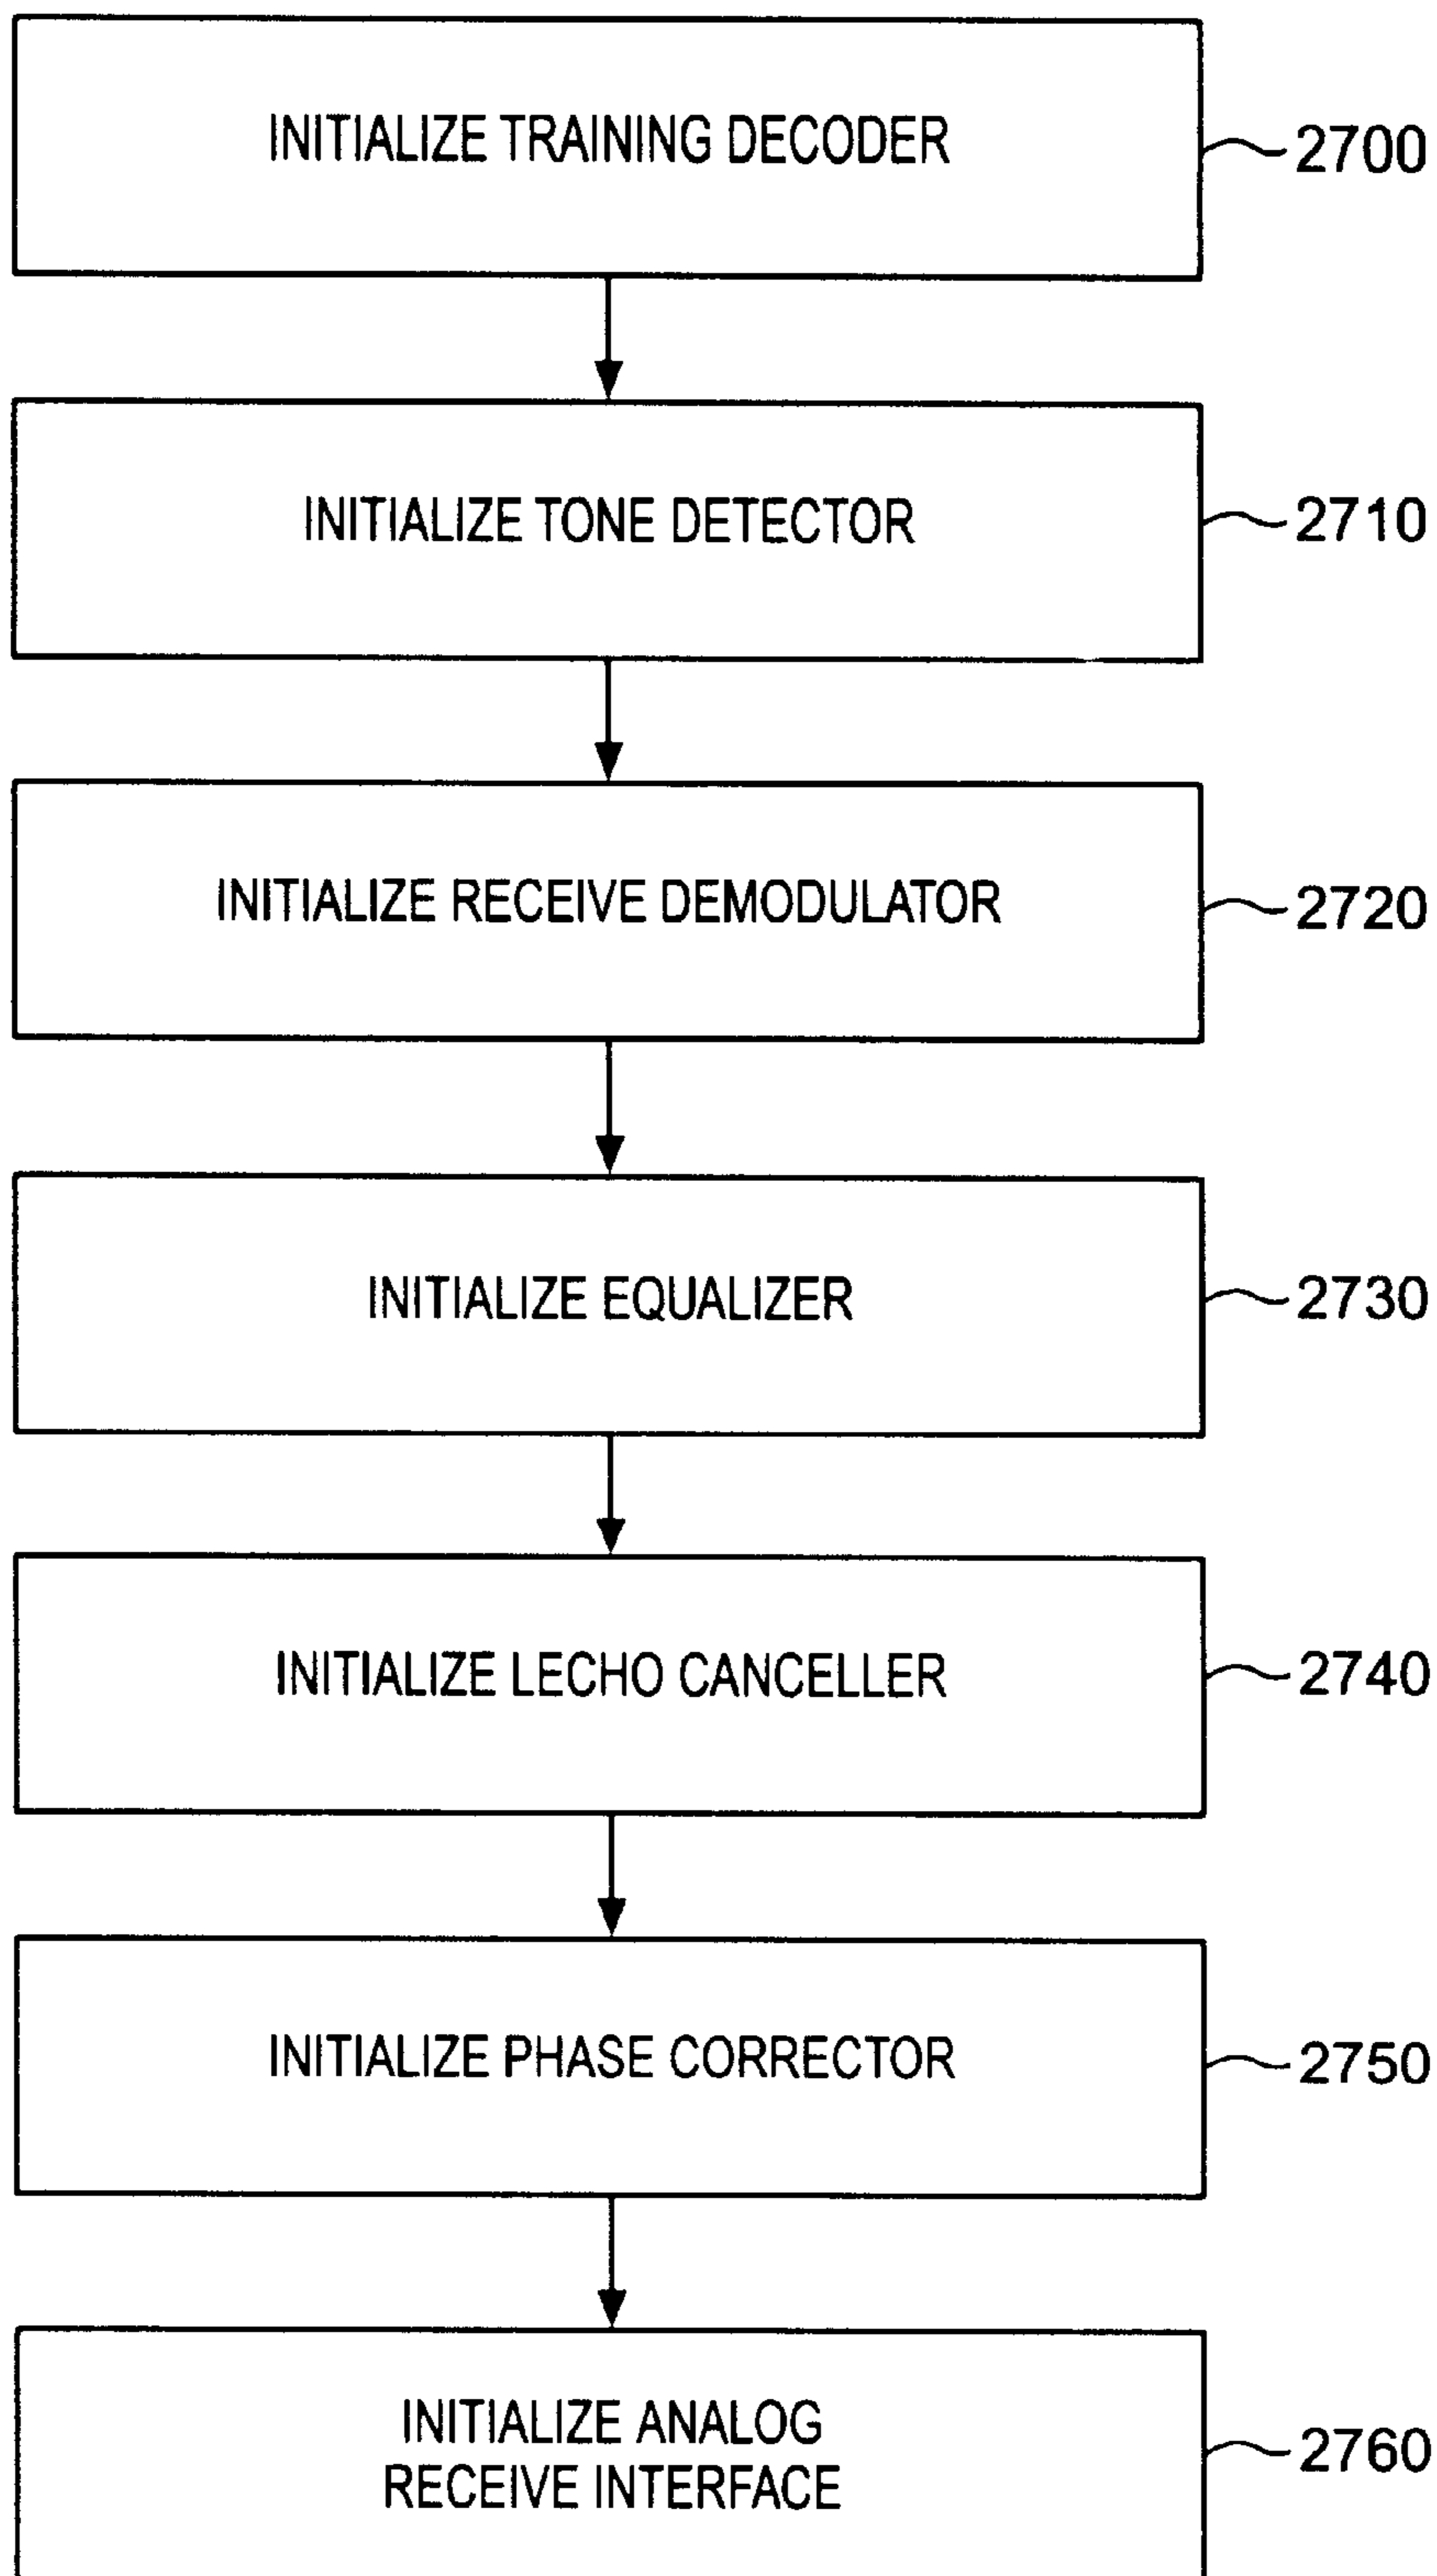 INITIALIZE TRAINING DECODER
2700
INITIALIZE TONE DETECTOR
2710
INITIALIZE RECEIVE DEMODULATOR
2720
INITIALIZE EQUALIZER
2730
INITIALIZE LECHO CANCELLER
2740
INITIALIZE PHASE CORRECTOR
2750
INITIALIZE ANALOG
RECEIVE INTERFACE
2760